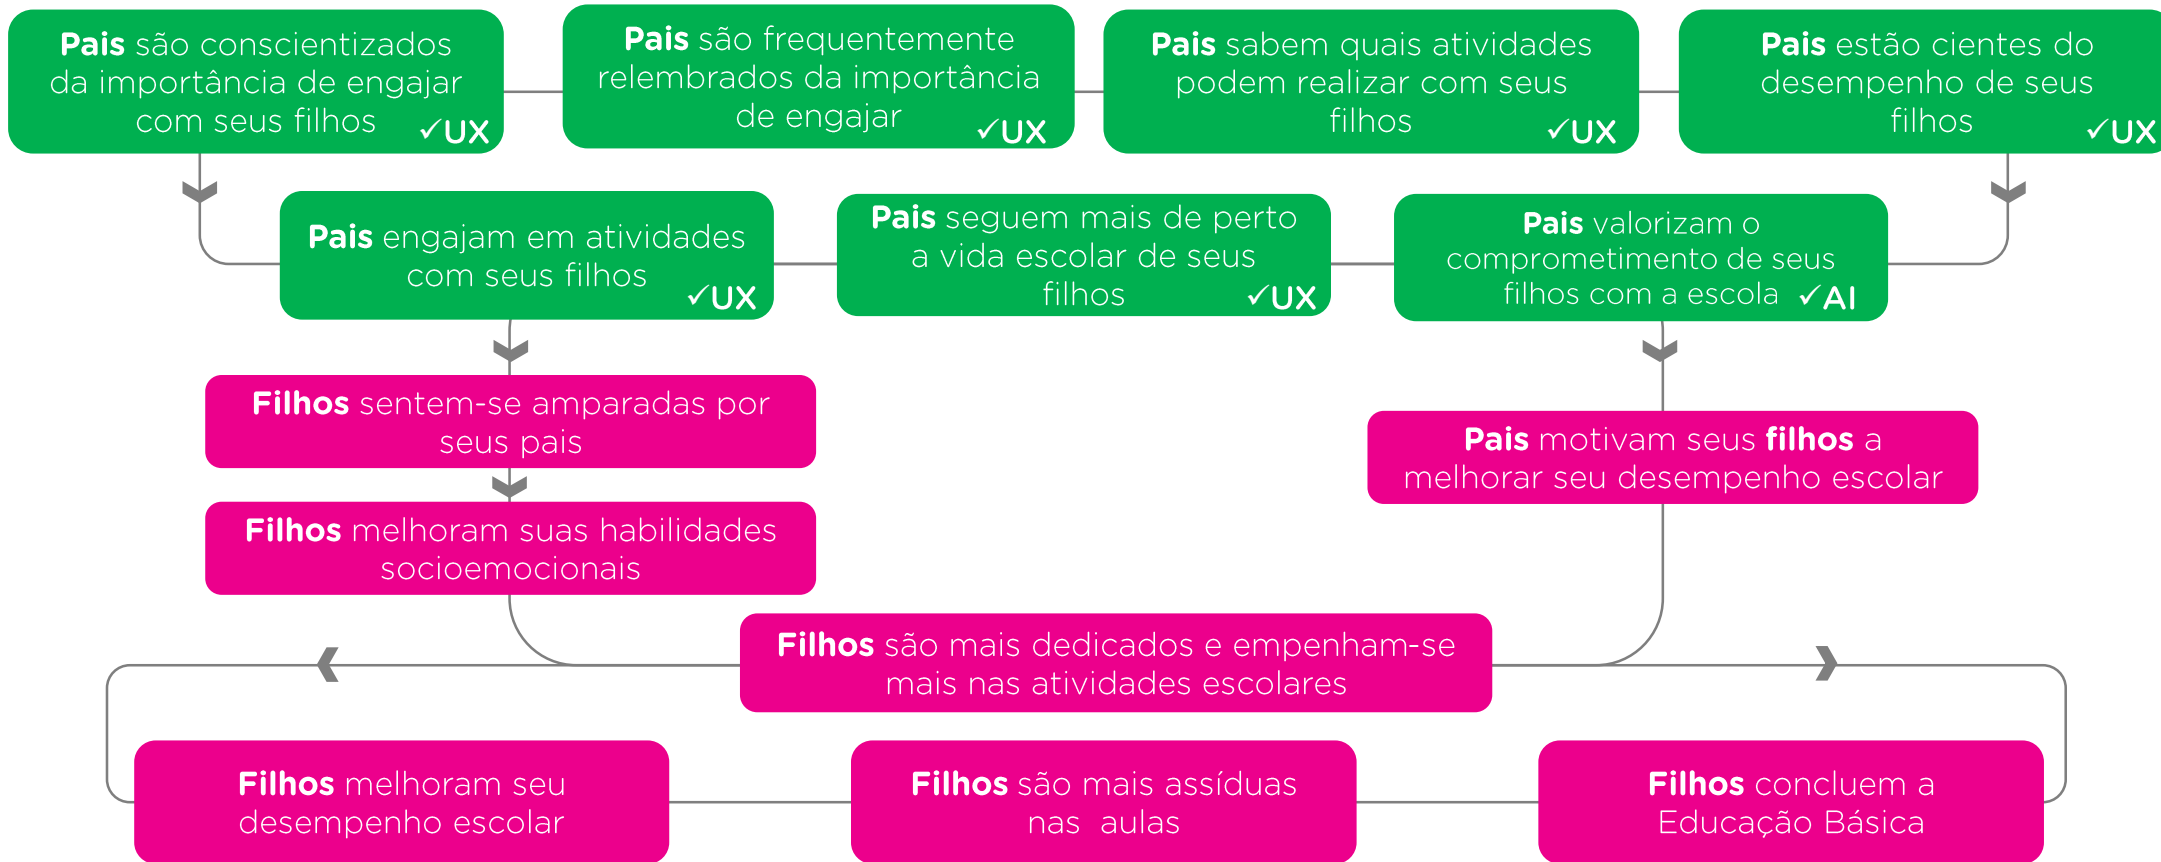 Pais são conscientizados
da importância de engajar
com seus filhos ✓UX
Pais são frequentemente
relembrados da importância
de engajar ✓UX
Pais sabem quais atividades
podem realizar com seus
filhos ✓UX
Pais estão cientes do
desempenho de seus
filhos ✓UX
Pais engajam em atividades
com seus filhos
✓UX
Pais seguem mais de perto
a vida escolar de seus
filhos ✓UX
Pais valorizam o
comprometimento de seus
filhos com a escola ✓AI
Filhos sentem-se amparadas por
seus pais
Pais motivam seus filhos a
melhorar seu desempenho escolar
Filhos melhoram suas habilidades
socioemocionais
Filhos são mais dedicados e empenham-se
mais nas atividades escolares
Filhos melhoram seu
desempenho escolar
Filhos são mais assíduas
nas aulas
Filhos concluem a
Educação Básica